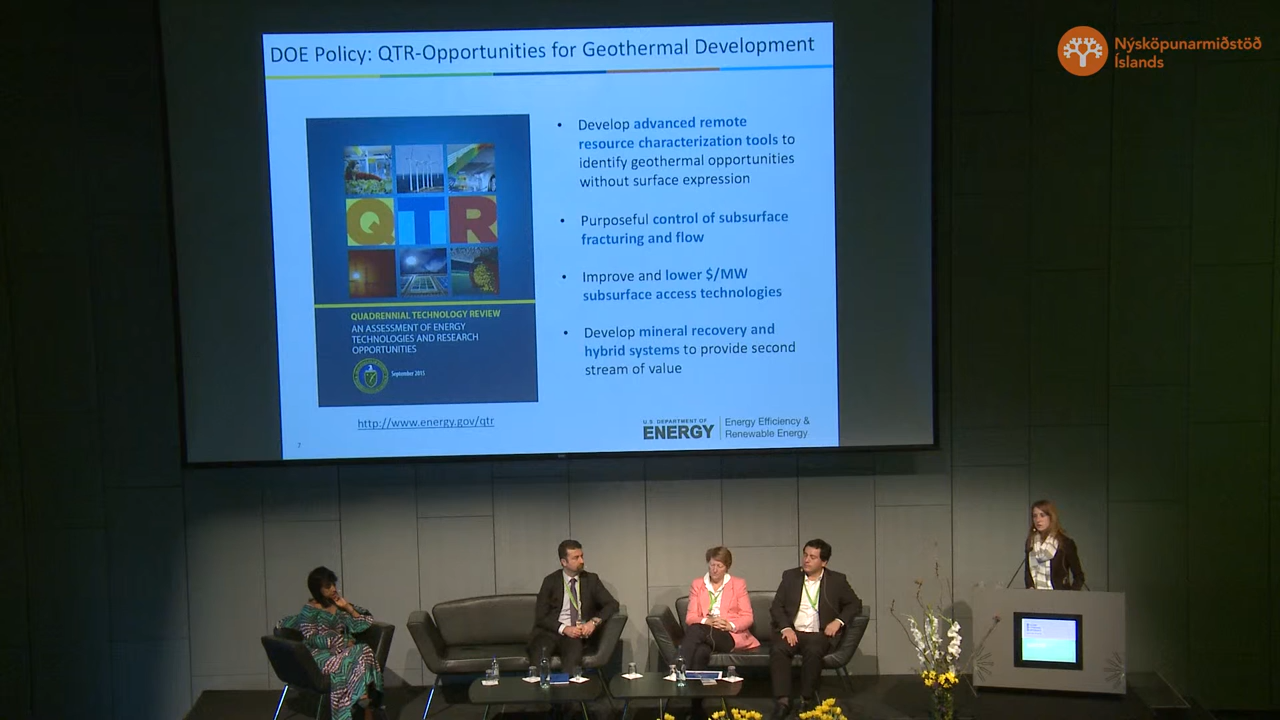 DOE Policy: QTR-Opportunities for Geothermal Development
Nýsköpunarmiðstöð
Íslands
QTR
QUADRENNIAL TECHNOLOGY REVIEW
AN ASSESSMENT OF ENERGY
TECHNOLOGIES AND RESEARCH
OPPORTUNITIES
September 2015
http://www.energy.gov/qtr
• Develop advanced remote
resource characterization tools to
identify geothermal opportunities
without surface expression
• Purposeful control of subsurface
fracturing and flow
• Improve and lower $/MW
subsurface access technologies
• Develop mineral recovery and
hybrid systems to provide second
stream of value
7
U.S. DEPARTMENT OF
ENERGY
Energy Efficiency &
Renewable Energy